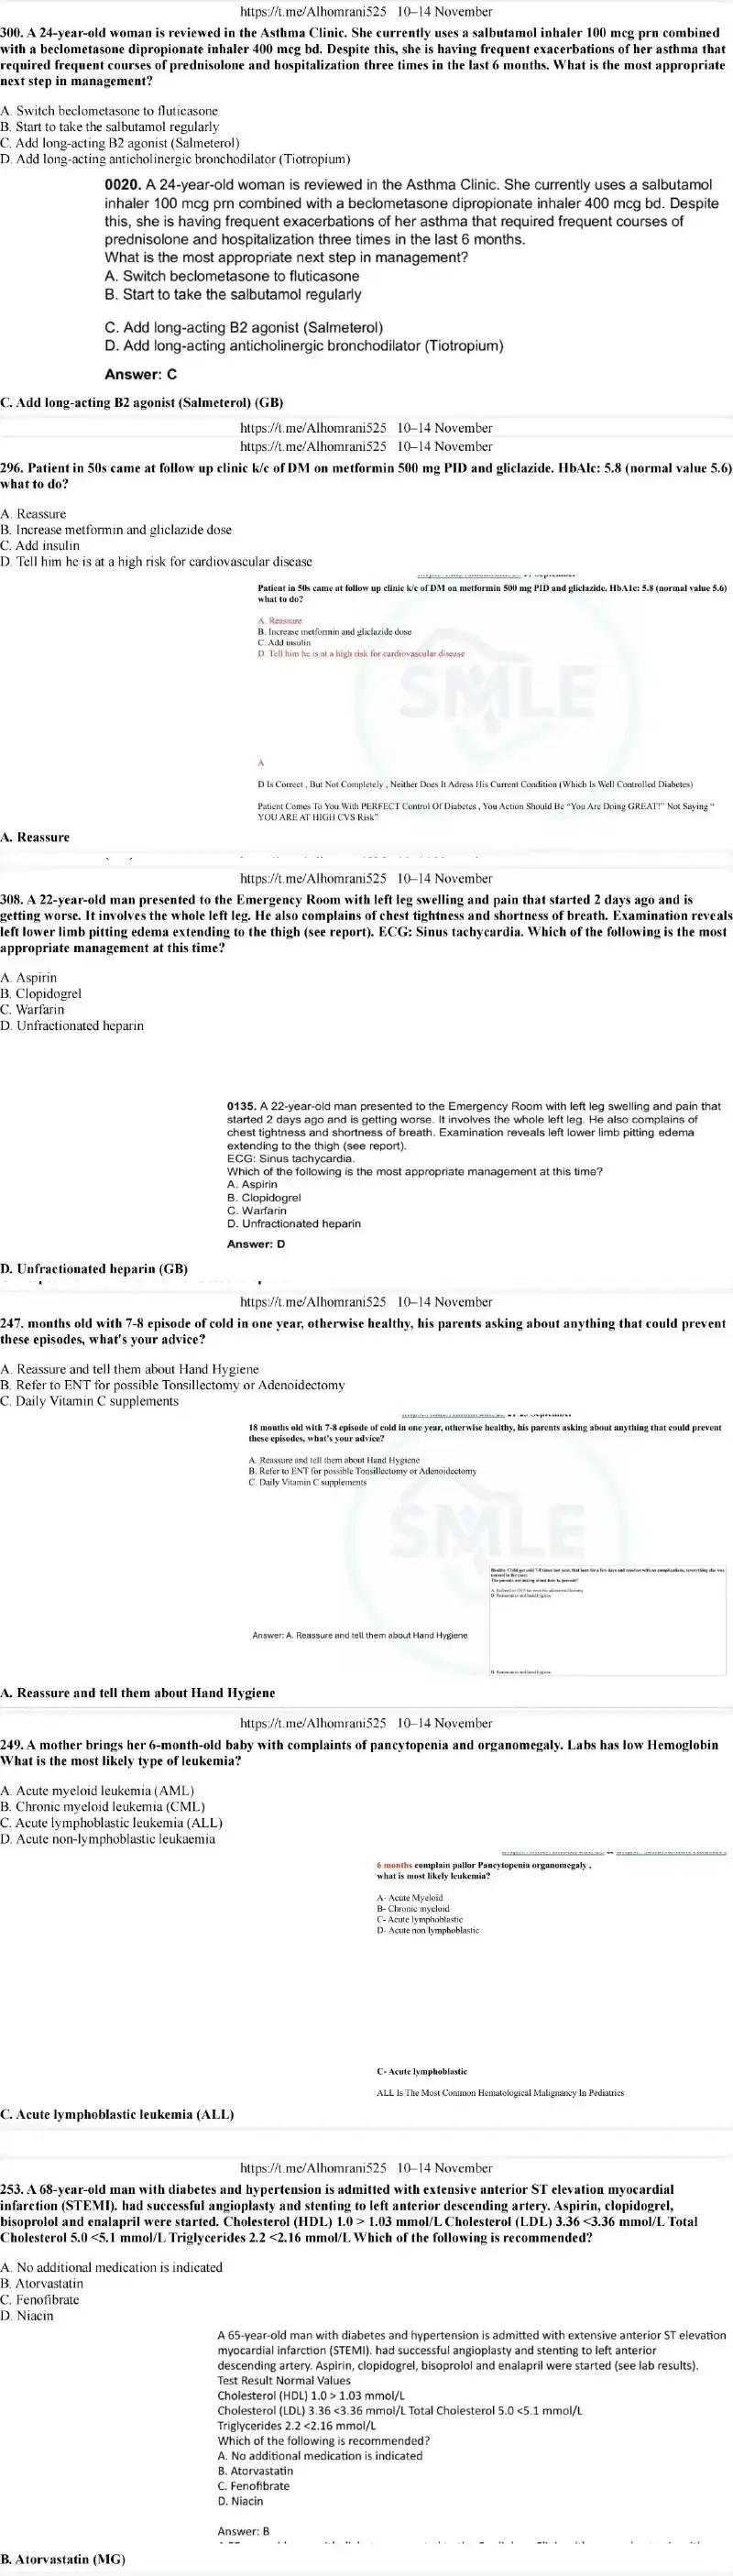 https://t.me/Alhomrani525 10–14 November
300. A 24-year-old woman is reviewed in the Asthma Clinic. She currently uses a salbutamol inhaler 100 mcg prn combined
with a beclometasone dipropionate inhaler 400 mcg bd. Despite this, she is having frequent exacerbations of her asthma that
required frequent courses of prednisolone and hospitalization three times in the last 6 months. What is the most appropriate
next step in management?
A. Switch beclometasone to fluticasone
B. Start to take the salbutamol regularly
C. Add long-acting B2 agonist (Salmeterol)
D. Add long-acting anticholinergic bronchodilator (Tiotropium)
0020. A 24-year-old woman is reviewed in the Asthma Clinic. She currently uses a salbutamol
inhaler 100 mcg prn combined with a beclometasone dipropionate inhaler 400 mcg bd. Despite
this, she is having frequent exacerbations of her asthma that required frequent courses of
prednisolone and hospitalization three times in the last 6 months.
What is the most appropriate next step in management?
A. Switch beclometasone to fluticasone
B. Start to take the salbutamol regularly
C. Add long-acting B2 agonist (Salmeterol)
D. Add long-acting anticholinergic bronchodilator (Tiotropium)
Answer: C
C. Add long-acting B2 agonist (Salmeterol) (GB)
https://t.me/Alhomrani525 10–14 November
https://t.me/Alhomrani525 10–14 November
296. Patient in 50s came at follow up clinic k/c of DM on metformin 500 mg PID and gliclazide. HbAlc: 5.8 (normal value 5.6)
what to do?
A. Reassure
B. Increase metformin and gliclazide dose
C. Add insulin
D. Tell him he is at a high risk for cardiovascular disease
Patient in 50s came at follow up clinic k/c of DM on metformin 500 mg PID and gliclazide. HbA1c: 5.8 (normal value 5.6)
what to do?
A. Reassure
B. Increase metformin and gliclazide dose
C. Add insulin
D. Tell him he is at a high risk for cardiovascular disease
SMLE
A
D Is Correct , But Not Completely , Neither Does It Adress His Current Condition (Which Is Well Controlled Diabetes)
Patient Comes To You With PERFECT Control Of Diabetes , You Action Should Be "You Are Doing GREAT!" Not Saying "
YOU ARE AT HIGH CVS Risk"
A. Reassure
https://t.me/Alhomrani525 10–14 November
308. A 22-year-old man presented to the Emergency Room with left leg swelling and pain that started 2 days ago and is
getting worse. It involves the whole left leg. He also complains of chest tightness and shortness of breath. Examination reveals
left lower limb pitting edema extending to the thigh (see report). ECG: Sinus tachycardia. Which of the following is the most
appropriate management at this time?
A. Aspirin
B. Clopidogrel
C. Warfarin
D. Unfractionated heparin
0135. A 22-year-old man presented to the Emergency Room with left leg swelling and pain that
started 2 days ago and is getting worse. It involves the whole left leg. He also complains of
chest tightness and shortness of breath. Examination reveals left lower limb pitting edema
extending to the thigh (see report).
ECG: Sinus tachycardia.
Which of the following is the most appropriate management at this time?
A. Aspirin
B. Clopidogrel
C. Warfarin
D. Unfractionated heparin
Answer: D
D. Unfractionated heparin (GB)
https://t.me/Alhomrani525 10–14 November
247. months old with 7-8 episode of cold in one year, otherwise healthy, his parents asking about anything that could prevent
these episodes, what's your advice?
A. Reassure and tell them about Hand Hygiene
B. Refer to ENT for possible Tonsillectomy or Adenoidectomy
C. Daily Vitamin C supplements
18 months old with 7-8 episode of cold in one year, otherwise healthy, his parents asking about anything that could prevent
these episodes, what's your advice?
A. Reassure and tell them about Hand Hygiene
B. Refer to ENT for possible Tonsillectomy or Adenoidectomy
C. Daily Vitamin C supplements
SMLE
Answer: A. Reassure and tell them about Hand Hygiene
A. Reassure and tell them about Hand Hygiene
https://t.me/Alhomrani525 10–14 November
249. A mother brings her 6-month-old baby with complaints of pancytopenia and organomegaly. Labs has low Hemoglobin
What is the most likely type of leukemia?
A. Acute myeloid leukemia (AML)
B. Chronic myeloid leukemia (CML)
C. Acute lymphoblastic leukemia (ALL)
D. Acute non-lymphoblastic leukaemia
6 months complain pallor Pancytopenia organomegaly ,
what is most likely leukemia?
A- Acute Myeloid
B- Chronic myeloid
C- Acute lymphoblastic
D- Acute non lymphoblastic
C- Acute lymphoblastic
ALL Is The Most Common Hematological Malignancy In Pediatries
C. Acute lymphoblastic leukemia (ALL)
https://t.me/Alhomrani525 10–14 November
253. A 68-year-old man with diabetes and hypertension is admitted with extensive anterior ST elevation myocardial
infarction (STEMI). had successful angioplasty and stenting to left anterior descending artery. Aspirin, clopidogrel,
bisoprolol and enalapril were started. Cholesterol (HDL) 1.0 > 1.03 mmol/L Cholesterol (LDL) 3.36 <3.36 mmol/L Total
Cholesterol 5.0 <5.1 mmol/L Triglycerides 2.2 <2.16 mmol/L Which of the following is recommended?
A. No additional medication is indicated
B. Atorvastatin
C. Fenofibrate
D. Niacin
A 65-year-old man with diabetes and hypertension is admitted with extensive anterior ST elevation
myocardial infarction (STEMI). had successful angioplasty and stenting to left anterior
descending artery. Aspirin, clopidogrel, bisoprolol and enalapril were started (see lab results).
Test Result Normal Values
Cholesterol (HDL) 1.0 > 1.03 mmol/L
Cholesterol (LDL) 3.36 <3.36 mmol/L Total Cholesterol 5.0 <5.1 mmol/L
Triglycerides 2.2 <2.16 mmol/L
Which of the following is recommended?
A. No additional medication is indicated
B. Atorvastatin
C. Fenofibrate
D. Niacin
Answer: B
B. Atorvastatin (MG)